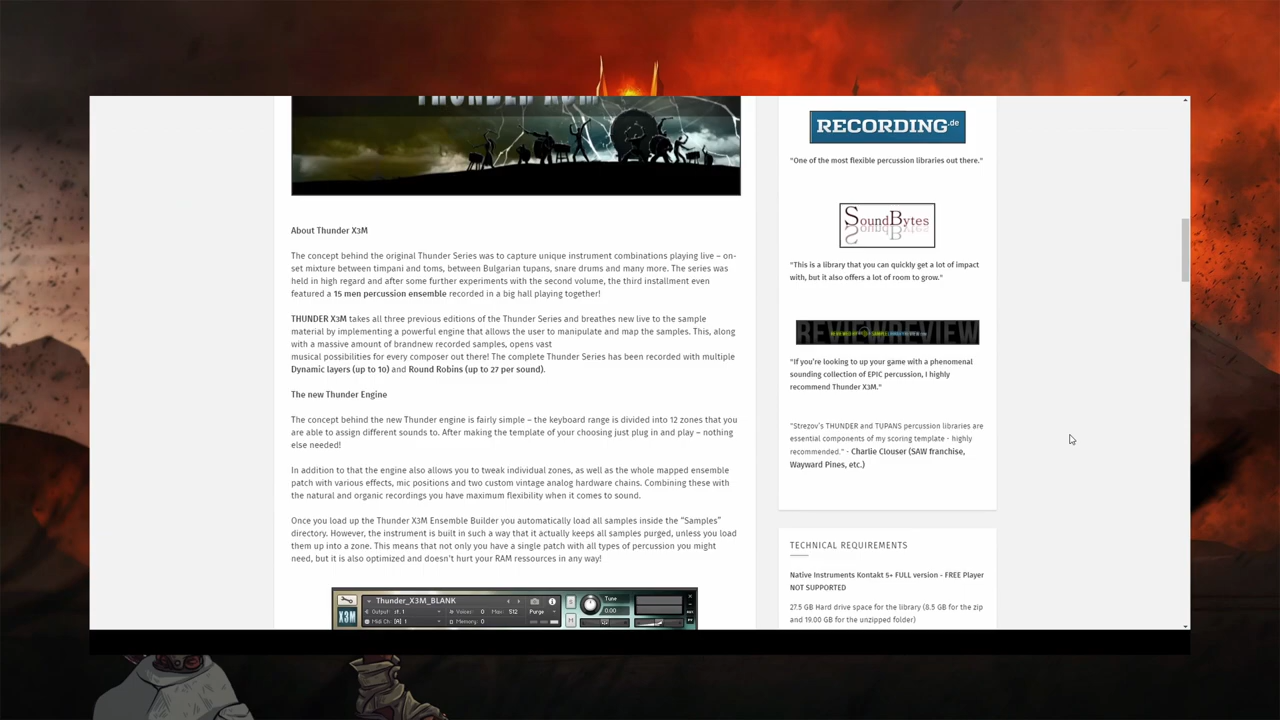 THUNDER X3M
About Thunder X3M
The concept behind the original Thunder Series was to capture unique instrument combinations playing live – on-
set mixture between timpani and toms, between Bulgarian tupans, snare drums and many more. The series was
held in high regard and after some further experiments with the second volume, the third installment even
featured a 15 men percussion ensemble recorded in a big hall playing together!
THUNDER X3M takes all three previous editions of the Thunder Series and breathes new live to the sample
material by implementing a powerful engine that allows the user to manipulate and map the samples. This, along
with a massive amount of brandnew recorded samples, opens vast
musical possibilities for every composer out there! The complete Thunder Series has been recorded with multiple
Dynamic layers (up to 10) and Round Robins (up to 27 per sound).
The new Thunder Engine
The concept behind the new Thunder engine is fairly simple – the keyboard range is divided into 12 zones that you
are able to assign different sounds to. After making the template of your choosing just plug in and play – nothing
else needed!
In addition to that the engine also allows you to tweak individual zones, as well as the whole mapped ensemble
patch with various effects, mic positions and two custom vintage analog hardware chains. Combining these with
the natural and organic recordings you have maximum flexibility when it comes to sound.
Once you load up the Thunder X3M Ensemble Builder you automatically load all samples inside the "Samples"
directory. However, the instrument is built in such a way that it actually keeps all samples purged, unless you load
them up into a zone. This means that not only you have a single patch with all types of percussion you might
need, but it is also optimized and doesn't hurt your RAM ressources in any way!
X3M
Thunder_X3M_BLANK
Output: st. 1 Voices: 0 Max: 512 Purge
Midi Ch: [A] 1 Memory: 0
S
M
Tune
0.00
RECORDING.de
"One of the most flexible percussion libraries out there."
SoundBytes
"This is a library that you can quickly get a lot of impact
with, but it also offers a lot of room to grow."
REVIEWREVIEW
"If you're looking to up your game with a phenomenal
sounding collection of EPIC percussion, I highly
recommend Thunder X3M."
"Strezov's THUNDER and TUPANS percussion libraries are
essential components of my scoring template - highly
recommended." - Charlie Clouser (SAW franchise,
Wayward Pines, etc.)
TECHNICAL REQUIREMENTS
Native Instruments Kontakt 5+ FULL version - FREE Player
NOT SUPPORTED
27.5 GB Hard drive space for the library (8.5 GB for the zip
and 19.00 GB for the unzipped folder)